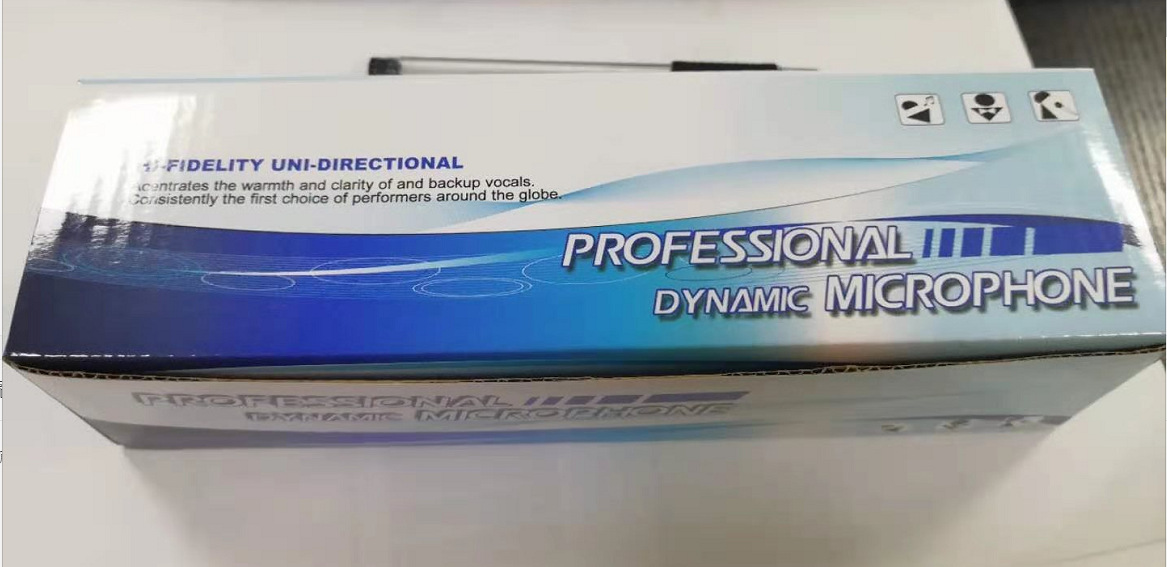 -FIDELITY UNI-DIRECTIONAL
the warmth and clarity of and backup vocals.
Consistently the first choice of performers around the globe.
PROFESSIONAL
DYNAMIC MICROPHONE
PROFESSIONAL
DYNAMIC MICROPHONE